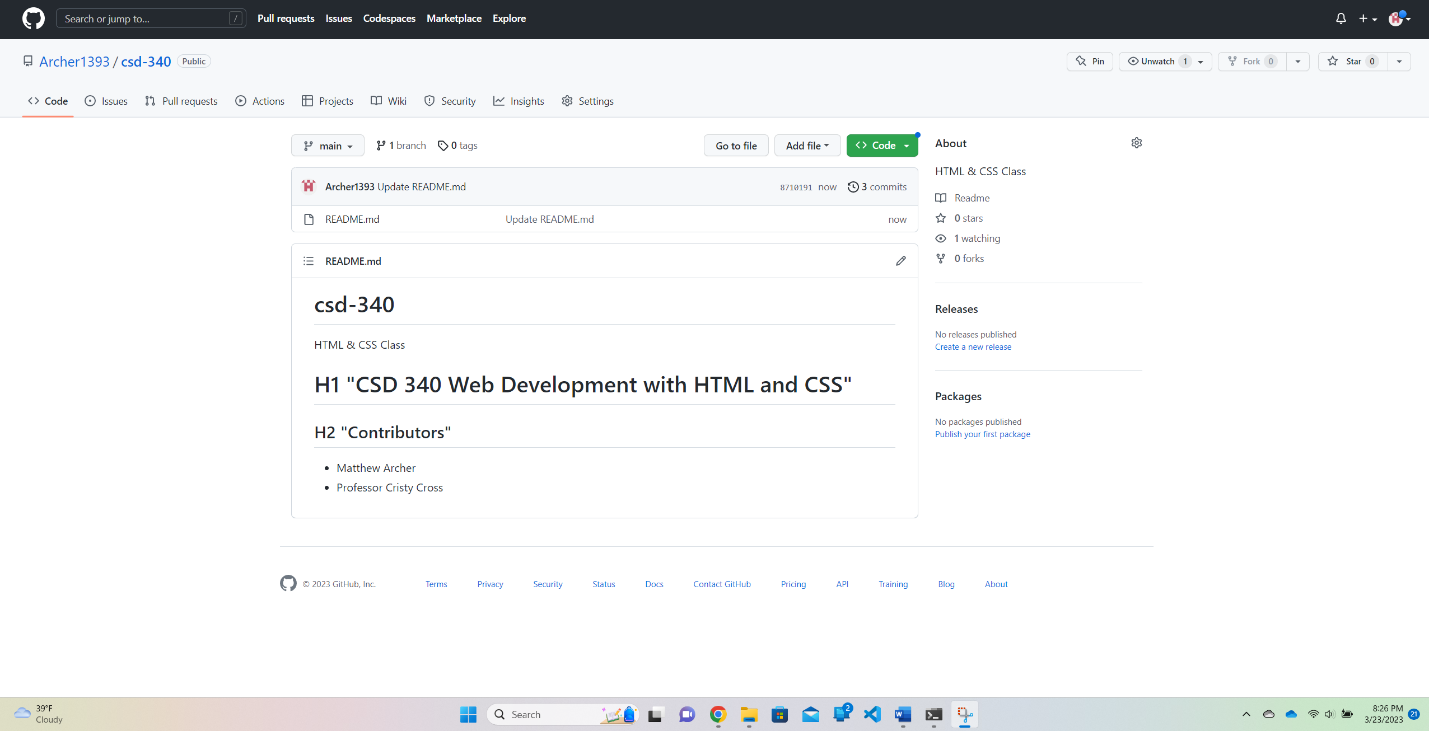 Search or jump to... /
Pull requests Issues Codespaces Marketplace Explore
Archer1393 / csd-340 Public
Pin Unwatch 1 Fork 0 Star 0
Code Issues Pull requests Actions Projects Wiki Security Insights Settings
main 1 branch 0 tags Go to file Add file Code
Archer1393 Update README.md 8710191 now 3 commits
README.md Update README.md now
README.md
csd-340
HTML & CSS Class
H1 "CSD 340 Web Development with HTML and CSS"
H2 "Contributors"
Matthew Archer
Professor Cristy Cross
About
HTML & CSS Class
Readme
0 stars
1 watching
0 forks
Releases
No releases published
Create a new release
Packages
No packages published
Publish your first package
© 2023 GitHub, Inc. Terms Privacy Security Status Docs Contact GitHub Pricing API Training Blog About
39°F
Cloudy
Search
2
8:26 PM
3/23/2023
21